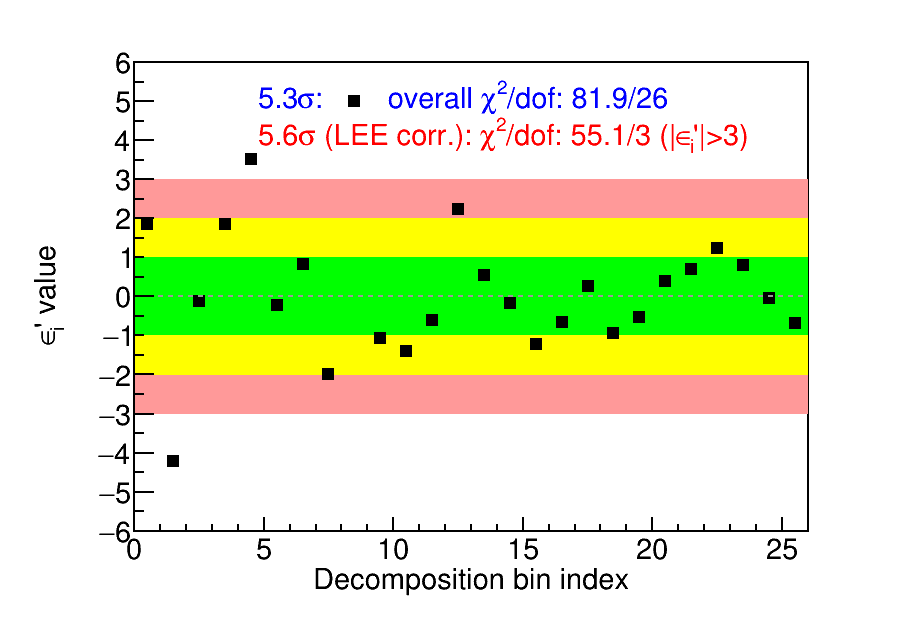 5.3σ: overall χ²/dof: 81.9/26
5.6σ (LEE corr.): χ²/dof: 55.1/3 (|ϵᵢ'|>3)
ϵᵢ' value
6
5
4
3
2
1
0
−1
−2
−3
−4
−5
−6
0 5 10 15 20 25
Decomposition bin index